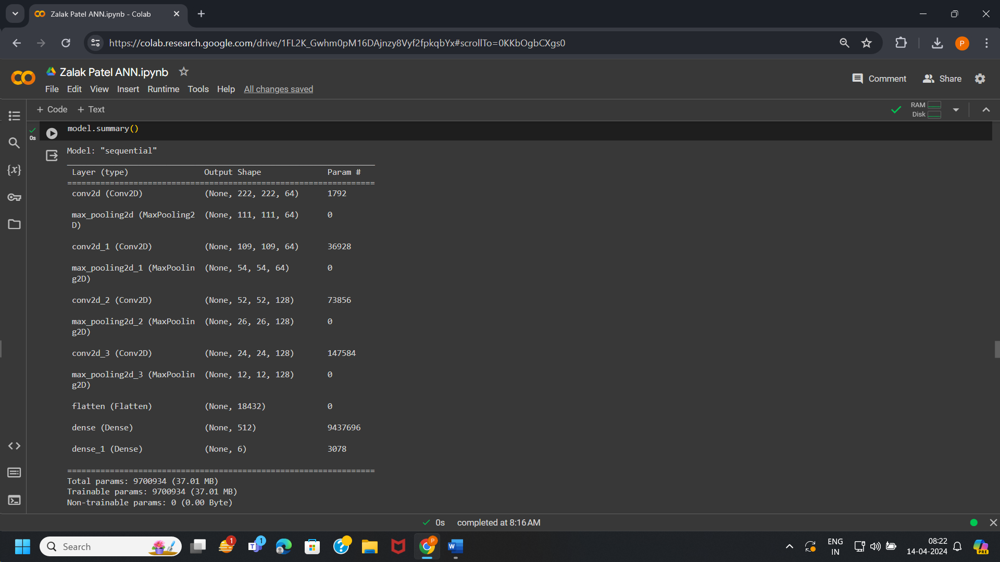 Zalak Patel ANN.ipynb - Colab
https://colab.research.google.com/drive/1FL2K_Gwhm0pM16DAjnzy8Vyf2fpkqbYx#scrollTo=0KKbOgbCXgs0
P
Zalak Patel ANN.ipynb
Comment Share
File Edit View Insert Runtime Tools Help All changes saved
+ Code + Text
RAM
Disk
0s
model.summary()
Model: "sequential"
Layer (type) Output Shape Param #
=================================================================
conv2d (Conv2D) (None, 222, 222, 64) 1792
max_pooling2d (MaxPooling2 (None, 111, 111, 64) 0
D)
conv2d_1 (Conv2D) (None, 109, 109, 64) 36928
max_pooling2d_1 (MaxPoolin (None, 54, 54, 64) 0
g2D)
conv2d_2 (Conv2D) (None, 52, 52, 128) 73856
max_pooling2d_2 (MaxPoolin (None, 26, 26, 128) 0
g2D)
conv2d_3 (Conv2D) (None, 24, 24, 128) 147584
max_pooling2d_3 (MaxPoolin (None, 12, 12, 128) 0
g2D)
flatten (Flatten) (None, 18432) 0
dense (Dense) (None, 512) 9437696
dense_1 (Dense) (None, 6) 3078
=================================================================
Total params: 9700934 (37.01 MB)
Trainable params: 9700934 (37.01 MB)
Non-trainable params: 0 (0.00 Byte)
0s completed at 8:16 AM
Search
1
1
P
ENG
IN
08:22
14-04-2024
PRE